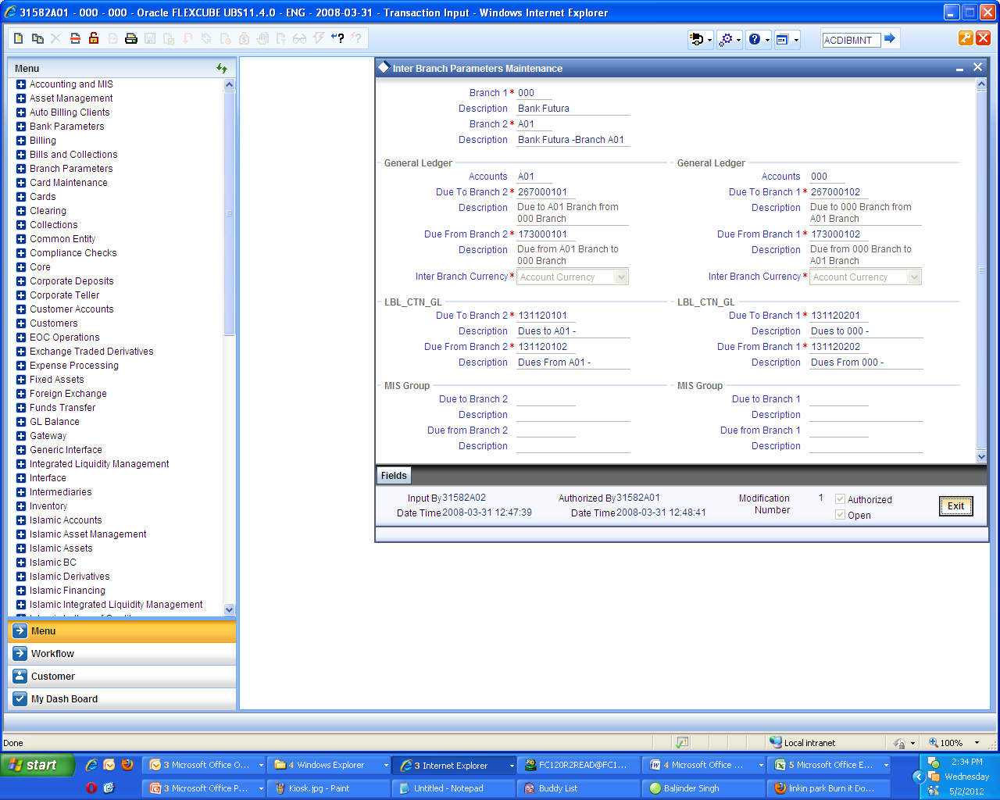 31582A01 - 000 - 000 - Oracle FLEXCUBE UBS11.4.0 - ENG - 2008-03-31 - Transaction Input - Windows Internet Explorer
ACDIBMNT
Menu
Accounting and MIS
Asset Management
Auto Billing Clients
Bank Parameters
Billing
Bills and Collections
Branch Parameters
Card Maintenance
Cards
Clearing
Collections
Common Entity
Compliance Checks
Core
Corporate Deposits
Corporate Teller
Customer Accounts
Customers
EOC Operations
Exchange Traded Derivatives
Expense Processing
Fixed Assets
Foreign Exchange
Funds Transfer
GL Balance
Gateway
Generic Interface
Integrated Liquidity Management
Interface
Intermediaries
Inventory
Islamic Accounts
Islamic Asset Management
Islamic Assets
Islamic BC
Islamic Derivatives
Islamic Financing
Islamic Integrated Liquidity Management
Menu
Workflow
Customer
My Dash Board
Inter Branch Parameters Maintenance
Branch 1 * 000
Description Bank Futura
Branch 2 * A01
Description Bank Futura -Branch A01
General Ledger
Accounts A01
Due To Branch 2 * 267000101
Description Due to A01 Branch from
000 Branch
Due From Branch 2 * 173000101
Description Due from A01 Branch to
000 Branch
Inter Branch Currency * Account Currency
LBL_CTN_GL
Due To Branch 2 * 131120101
Description Dues to A01 -
Due From Branch 2 * 131120102
Description Dues From A01 -
MIS Group
Due to Branch 2
Description
Due from Branch 2
Description
General Ledger
Accounts 000
Due To Branch 1 * 267000102
Description Due to 000 Branch from
A01 Branch
Due From Branch 1 * 173000102
Description Due from 000 Branch to
A01 Branch
Inter Branch Currency * Account Currency
LBL_CTN_GL
Due To Branch 1 * 131120201
Description Dues to 000 -
Due From Branch 1 * 131120202
Description Dues From 000 -
MIS Group
Due to Branch 1
Description
Due from Branch 1
Description
Fields
Input By 31582A02 Authorized By 31582A01 Modification 1 Authorized
Date Time 2008-03-31 12:47:39 Date Time 2008-03-31 12:48:41 Number Open
Exit
Done Local intranet 100%
start 3 Microsoft Office O... 4 Windows Explorer 3 Internet Explorer FC120R2READ@FC1... 4 Microsoft Office ... 5 Microsoft Office E... 2:34 PM
Wednesday
3 Microsoft Office P... Kiosk.jpg - Paint Untitled - Notepad Buddy List Baljinder Singh linkin park Burn it Do... 5/2/2012